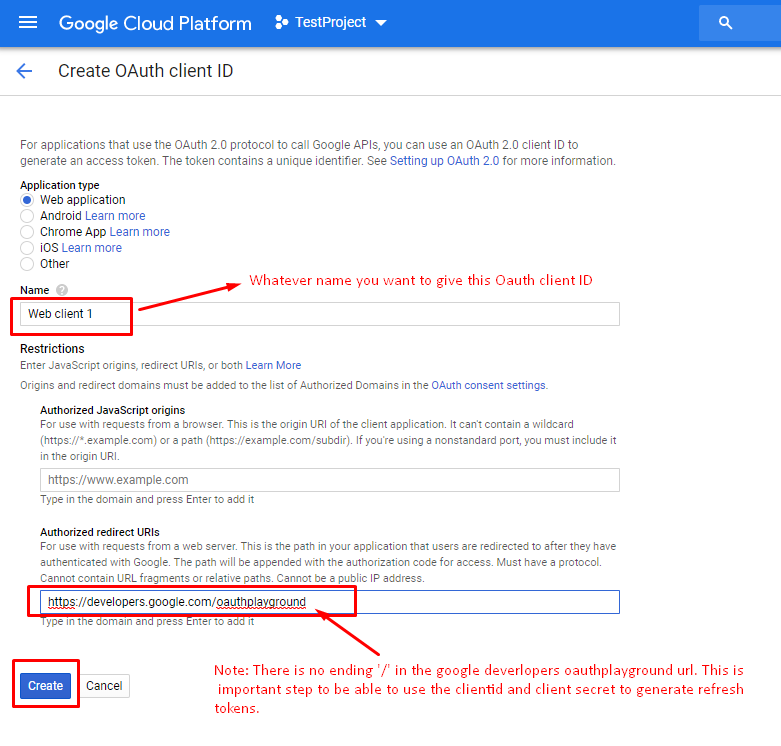 Google Cloud Platform
TestProject
Create OAuth client ID
For applications that use the OAuth 2.0 protocol to call Google APIs, you can use an OAuth 2.0 client ID to
generate an access token. The token contains a unique identifier. See Setting up OAuth 2.0 for more information.
Application type
Web application
Android Learn more
Chrome App Learn more
iOS Learn more
Other
Whatever name you want to give this Oauth client ID
Name ?
Web client 1
Restrictions
Enter JavaScript origins, redirect URIs, or both Learn More
Origins and redirect domains must be added to the list of Authorized Domains in the OAuth consent settings.
Authorized JavaScript origins
For use with requests from a browser. This is the origin URI of the client application. It can't contain a wildcard
(https://*.example.com) or a path (https://example.com/subdir). If you're using a nonstandard port, you must include it
in the origin URI.
https://www.example.com
Type in the domain and press Enter to add it
Authorized redirect URIs
For use with requests from a web server. This is the path in your application that users are redirected to after they have
authenticated with Google. The path will be appended with the authorization code for access. Must have a protocol.
Cannot contain URL fragments or relative paths. Cannot be a public IP address.
https://developers.google.com/oauthplayground
Type in the domain and press Enter to add it
Note: There is no ending '/' in the google deverlopers oauthplayground url. This is
important step to be able to use the clientid and client secret to generate refresh
tokens.
Create
Cancel